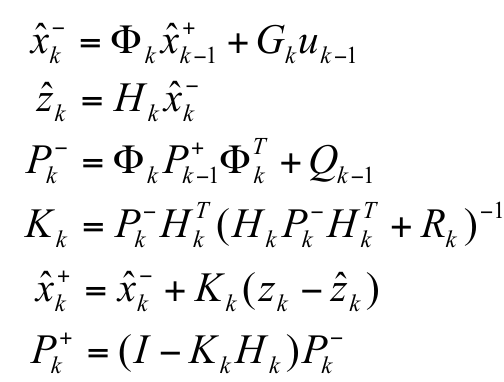 x̂ₖ⁻ = Φₖx̂ₖ₋₁⁺ + Gₖuₖ₋₁
ẑₖ = Hₖx̂ₖ⁻
Pₖ⁻ = ΦₖPₖ₋₁⁺Φₖᵀ + Qₖ₋₁
Kₖ = Pₖ⁻Hₖᵀ(HₖPₖ⁻Hₖᵀ + Rₖ)⁻¹
x̂ₖ⁺ = x̂ₖ⁻ + Kₖ(zₖ − ẑₖ)
Pₖ⁺ = (I − KₖHₖ)Pₖ⁻